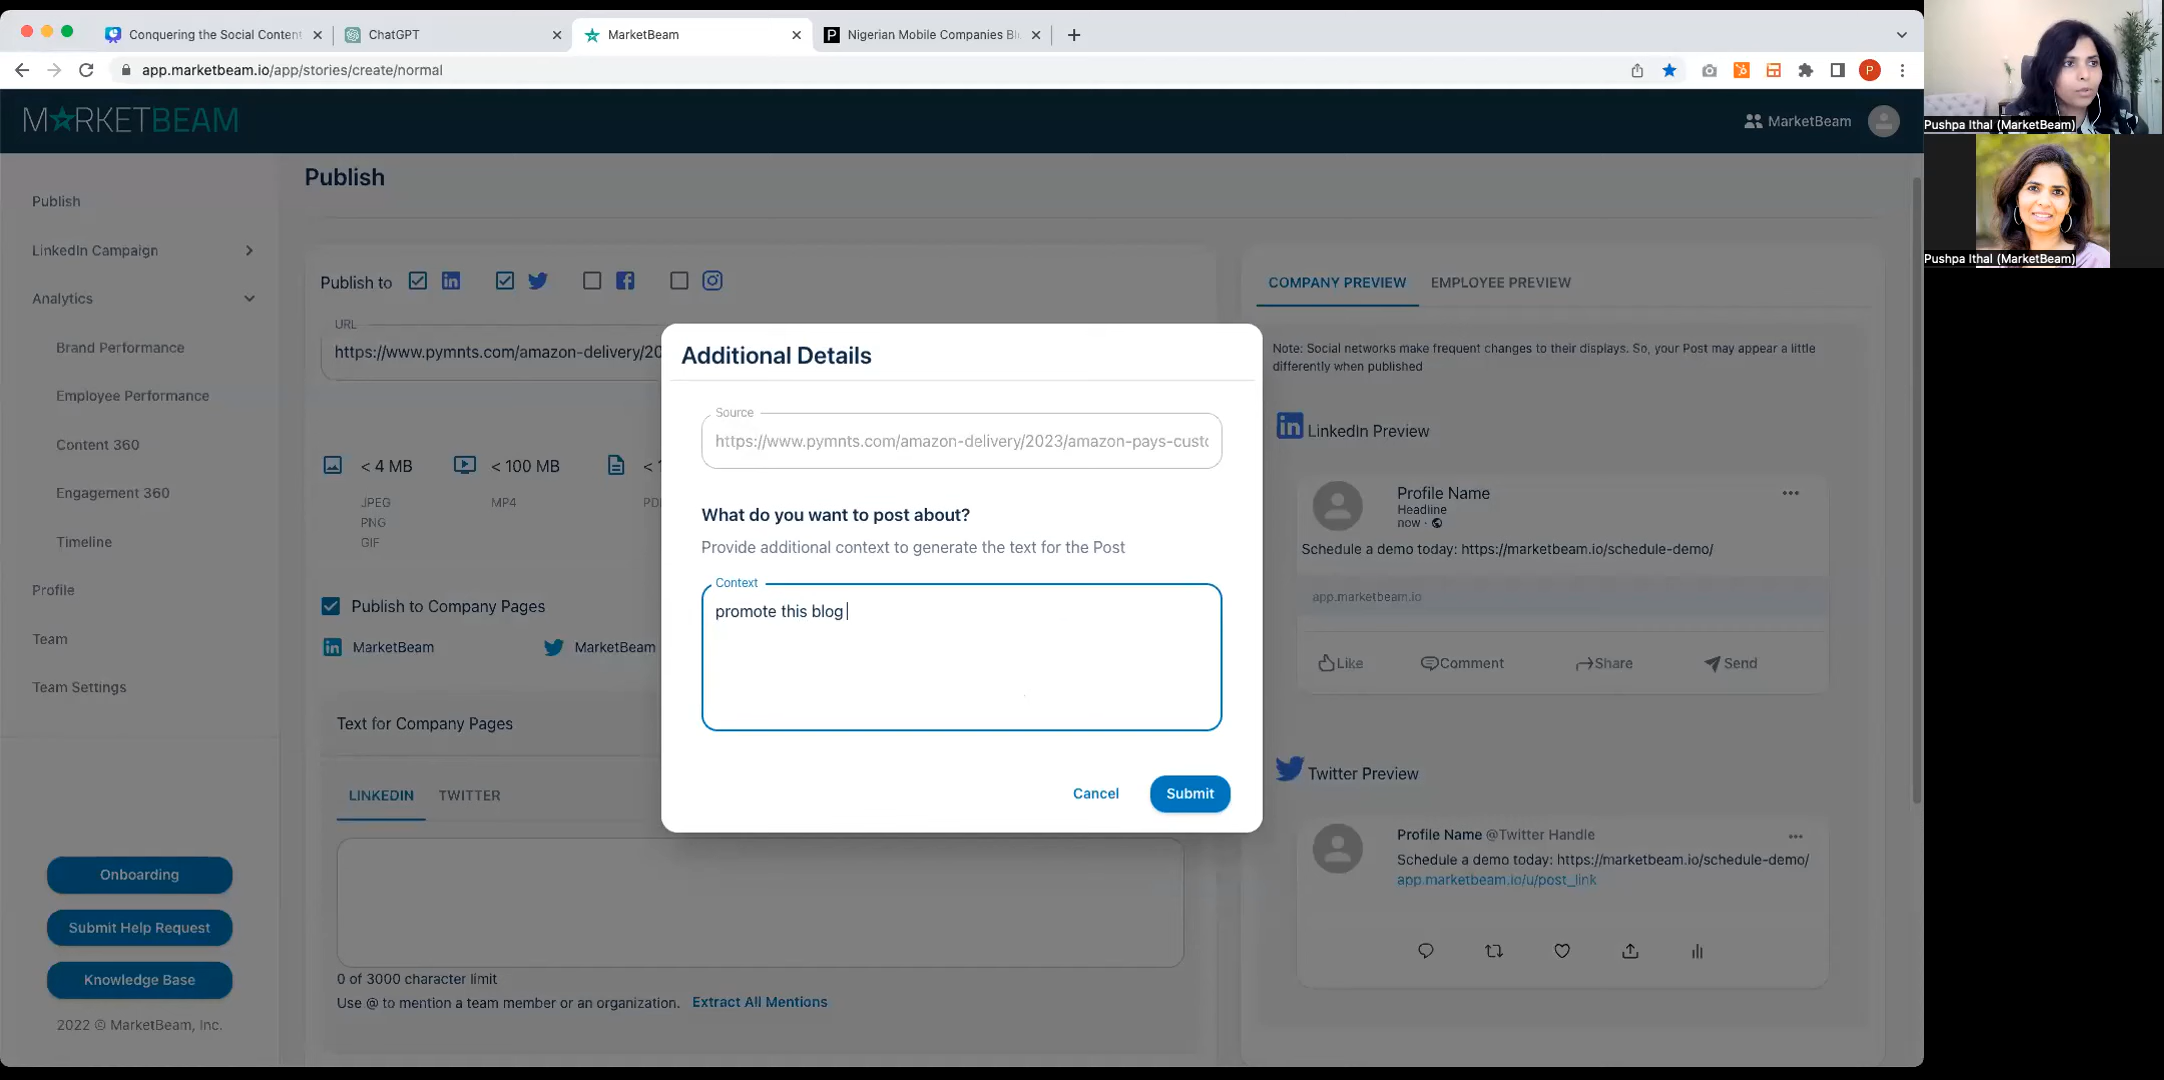 Conquering the Social Content
ChatGPT
MarketBeam
Nigerian Mobile Companies Bl
app.marketbeam.io/app/stories/create/normal
P
MARKETBEAM
MarketBeam
Pushpa Ithal (MarketBeam)
Pushpa Ithal (MarketBeam)
Publish
LinkedIn Campaign
Analytics
Brand Performance
Employee Performance
Content 360
Engagement 360
Timeline
Profile
Team
Team Settings
Onboarding
Submit Help Request
Knowledge Base
2022 © MarketBeam, Inc.
Publish
Publish to
URL
https://www.pymnts.com/amazon-delivery/20
< 4 MB
JPEG
PNG
GIF
< 100 MB
MP4
< 1
PD
Publish to Company Pages
MarketBeam
MarketBeam
Text for Company Pages
LINKEDIN
TWITTER
0 of 3000 character limit
Use @ to mention a team member or an organization. Extract All Mentions
Additional Details
Source
https://www.pymnts.com/amazon-delivery/2023/amazon-pays-custo
What do you want to post about?
Provide additional context to generate the text for the Post
Context
promote this blog
Cancel
Submit
COMPANY PREVIEW
EMPLOYEE PREVIEW
Note: Social networks make frequent changes to their displays. So, your Post may appear a little
differently when published
LinkedIn Preview
Profile Name
Headline
now ·
Schedule a demo today: https://marketbeam.io/schedule-demo/
app.marketbeam.io
Like
Comment
Share
Send
Twitter Preview
Profile Name @Twitter Handle
Schedule a demo today: https://marketbeam.io/schedule-demo/
app.marketbeam.io/u/post_link